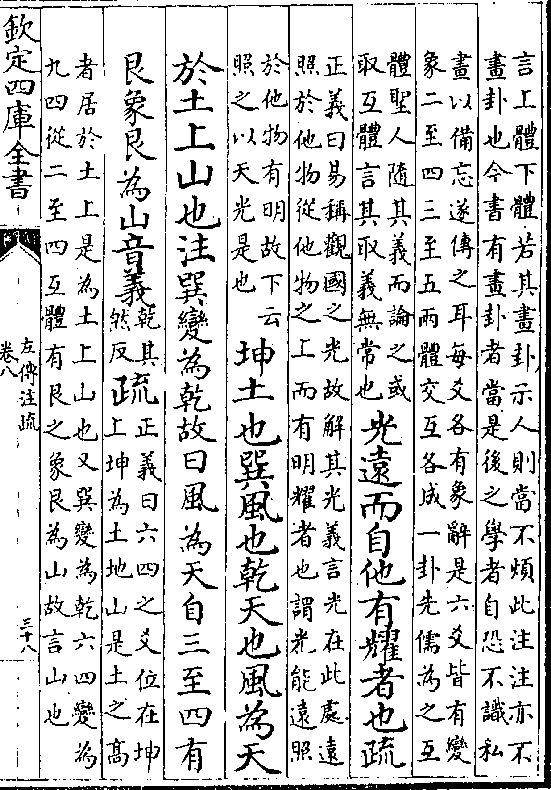 言上體下體若其畫卦示人則當不煩此注注亦不
畫卦也今書有畫卦者當是後之學者自恐不識私
畫以備忘遂傳之耳每爻各有象辭是六爻皆有變
象二至四三至五兩體交互各成一卦先儒為之互
體聖人隨其義而論之或
取互體言其取義無常也
光遠而自他有耀者也疏
正義曰易稱觀國之光故解其光義言光在此處遠
照於他物從他物之上而有明耀者也謂光能遠照
於他物有明故下云
照之以天光是也
坤土也巽風也乾天也風為天
於土上山也注巽變為乾故曰風為天自三至四有
艮象艮為山音義
乾其
然反
疏
正義曰六四之爻位在坤
上坤為土地山是土之高
者居於土上是為土上山也又巽變為乾六四變為
九四從二至四互體有艮之象艮為山故言山也
欽定四庫全書
左傳注疏
卷八
三十八